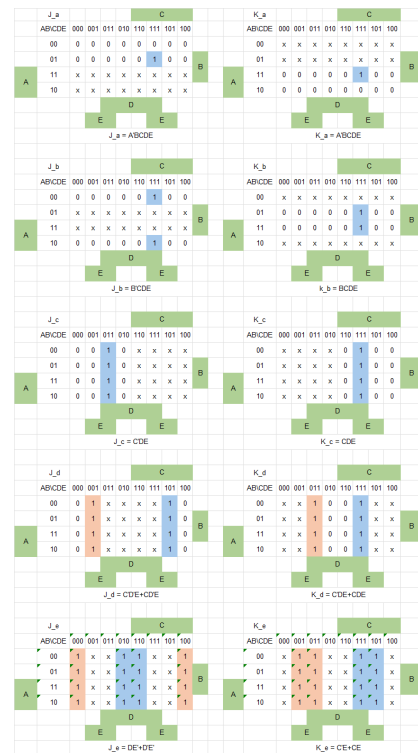 J_a C
AB\CDE 000 001 011 010 110 111 101 100
00 0 0 0 0 0 0 0 0
01 0 0 0 0 0 1 0 0
B
11 x x x x x x x x
A
10 x x x x x x x x
D
E E
J_a = A'BCDE
K_a C
AB\CDE 000 001 011 010 110 111 101 100
00 x x x x x x x x
01 x x x x x x x x
B
11 0 0 0 0 0 1 0 0
A
10 0 0 0 0 0 0 0 0
D
E E
K_a = A'BCDE
J_b C
AB\CDE 000 001 011 010 110 111 101 100
00 0 0 0 0 0 1 0 0
01 x x x x x x x x
B
11 x x x x x x x x
A
10 0 0 0 0 0 1 0 0
D
E E
J_b = B'CDE
K_b C
AB\CDE 000 001 011 010 110 111 101 100
00 x x x x x x x x
01 0 0 0 0 0 1 0 0
B
11 0 0 0 0 0 1 0 0
A
10 x x x x x x x x
D
E E
k_b = BCDE
J_c C
AB\CDE 000 001 011 010 110 111 101 100
00 0 0 1 0 x x x x
01 0 0 1 0 x x x x
B
11 0 0 1 0 x x x x
A
10 0 0 1 0 x x x x
D
E E
J_c = C'DE
K_c C
AB\CDE 000 001 011 010 110 111 101 100
00 x x x x 0 1 0 0
01 x x x x 0 1 0 0
B
11 x x x x 0 1 0 0
A
10 x x x x 0 1 0 0
D
E E
K_c = CDE
J_d C
AB\CDE 000 001 011 010 110 111 101 100
00 0 1 x x x x 1 0
01 0 1 x x x x 1 0
B
11 0 1 x x x x 1 0
A
10 0 1 x x x x 1 0
D
E E
J_d = C'D'E+CD'E
K_d C
AB\CDE 000 001 011 010 110 111 101 100
00 x x 1 0 0 1 x x
01 x x 1 0 0 1 x x
B
11 x x 1 0 0 1 x x
A
10 x x 1 0 0 1 x x
D
E E
K_d = C'DE+CDE
J_e C
AB\CDE 000 001 011 010 110 111 101 100
00 1 x x 1 1 x x 1
01 1 x x 1 1 x x 1
B
11 1 x x 1 1 x x 1
A
10 1 x x 1 1 x x 1
D
E E
J_e = DE'+D'E'
K_e C
AB\CDE 000 001 011 010 110 111 101 100
00 x 1 1 x x 1 1 x
01 x 1 1 x x 1 1 x
B
11 x 1 1 x x 1 1 x
A
10 x 1 1 x x 1 1 x
D
E E
K_e = C'E+CE